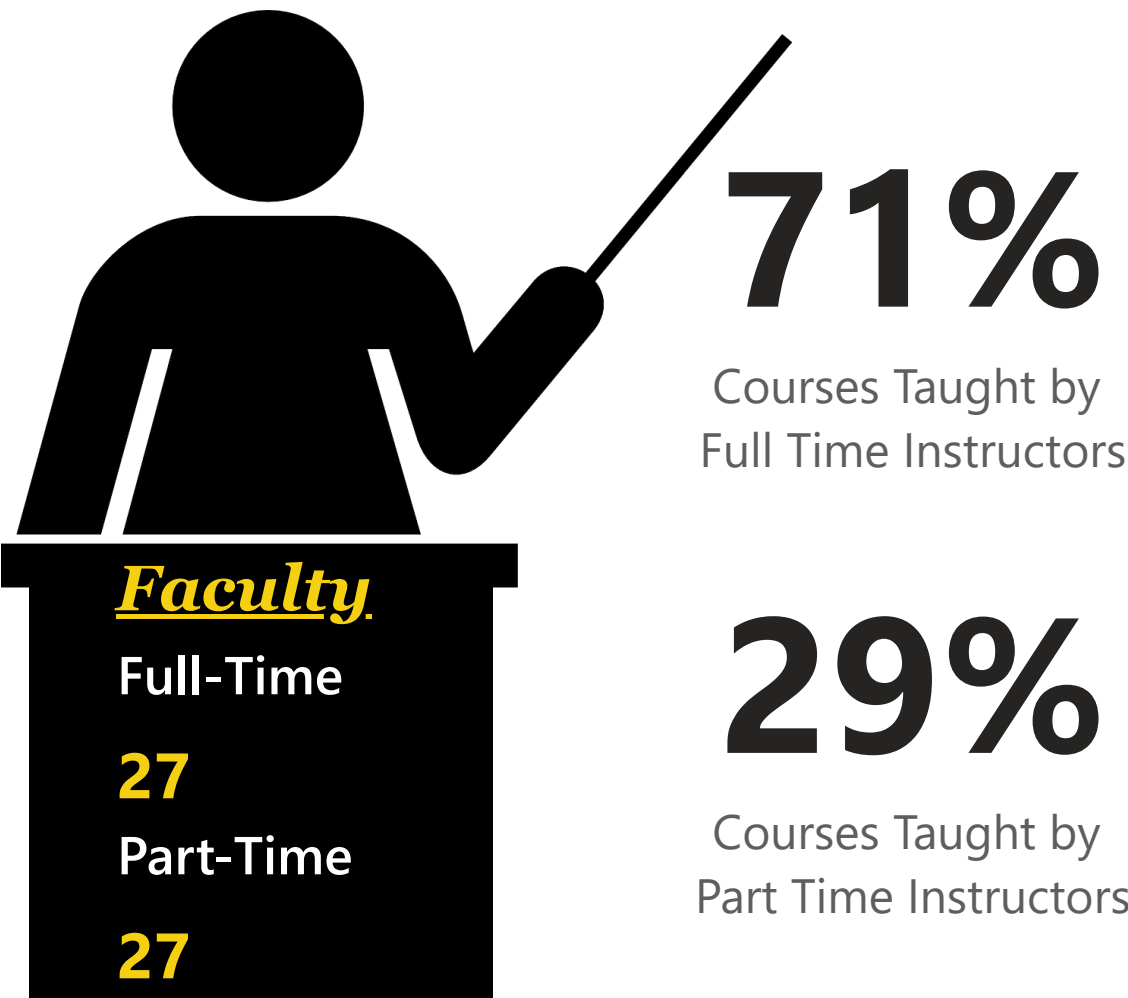 71%
Courses Taught by
Full Time Instructors
Faculty
Full-Time
27
Part-Time
27
29%
Courses Taught by
Part Time Instructors